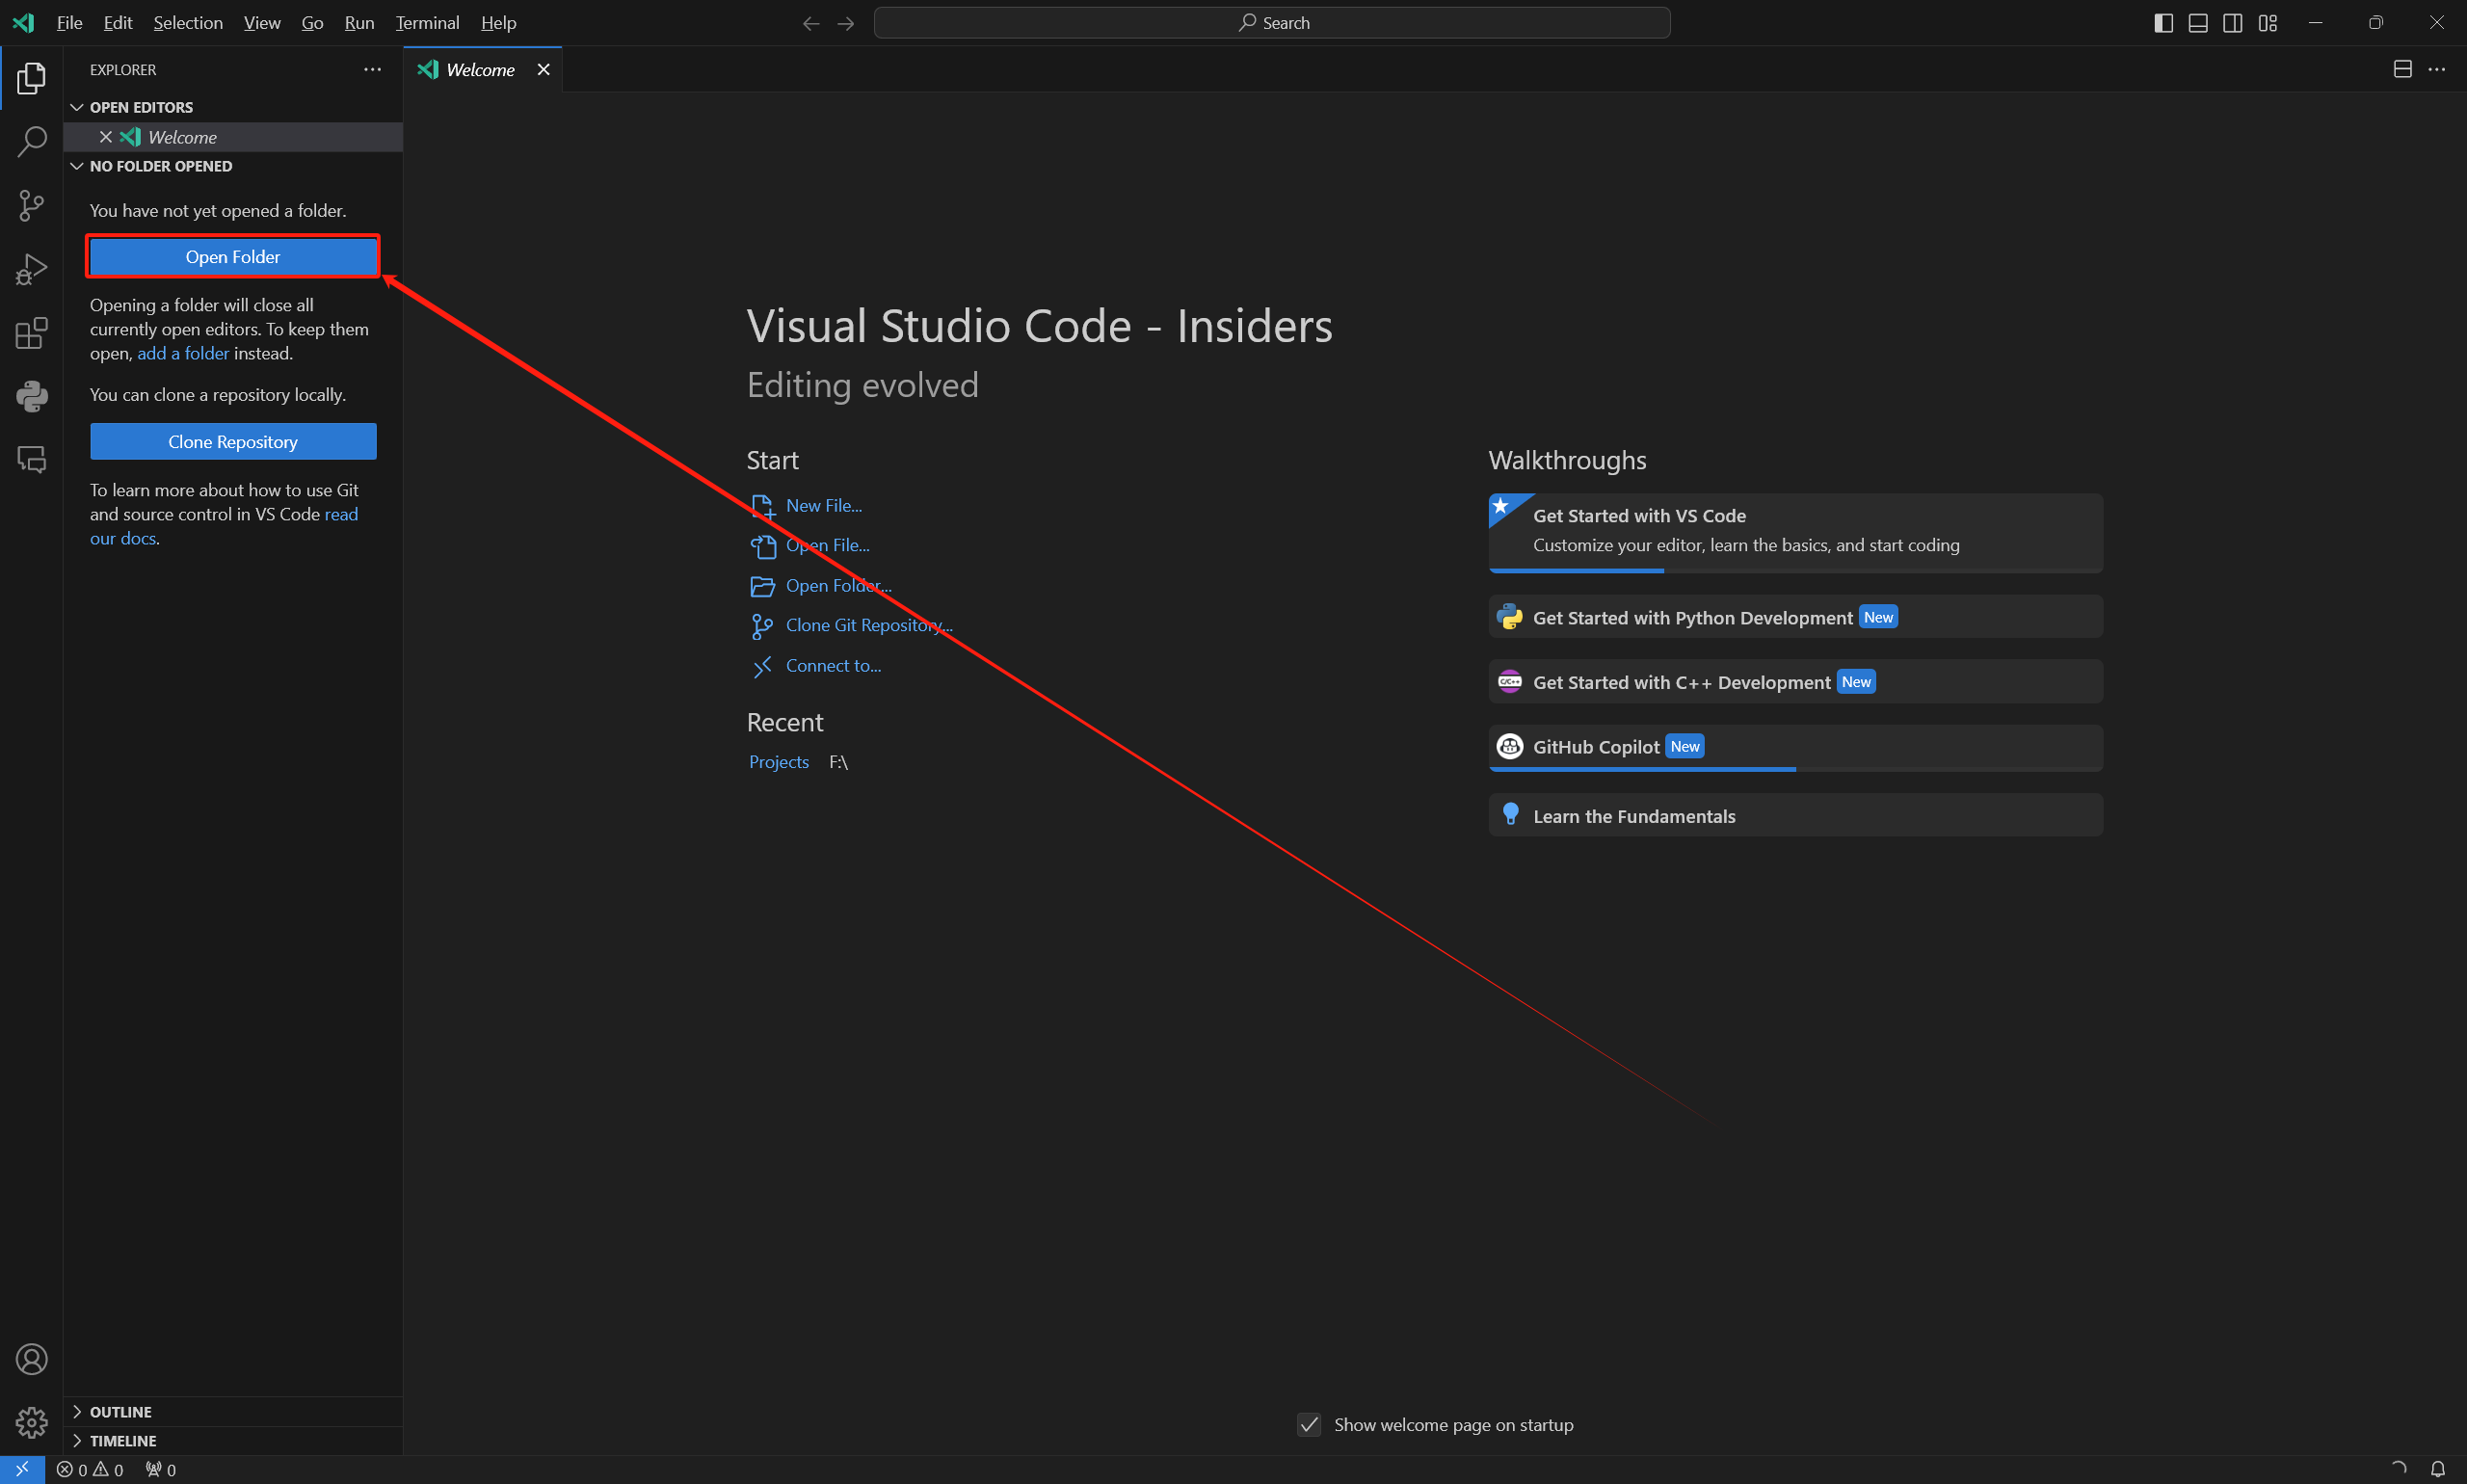 File Edit Selection View Go Run Terminal Help
Search
EXPLORER
OPEN EDITORS
Welcome
NO FOLDER OPENED
You have not yet opened a folder.
Open Folder
Opening a folder will close all
currently open editors. To keep them
open, add a folder instead.
You can clone a repository locally.
Clone Repository
To learn more about how to use Git
and source control in VS Code read
our docs.
OUTLINE
TIMELINE
Welcome
Visual Studio Code - Insiders
Editing evolved
Start
New File...
Open File...
Open Folder...
Clone Git Repository...
Connect to...
Recent
Projects F:\
Walkthroughs
Get Started with VS Code
Customize your editor, learn the basics, and start coding
Get Started with Python Development New
C/C++ Get Started with C++ Development New
GitHub Copilot New
Learn the Fundamentals
Show welcome page on startup
0 0 0